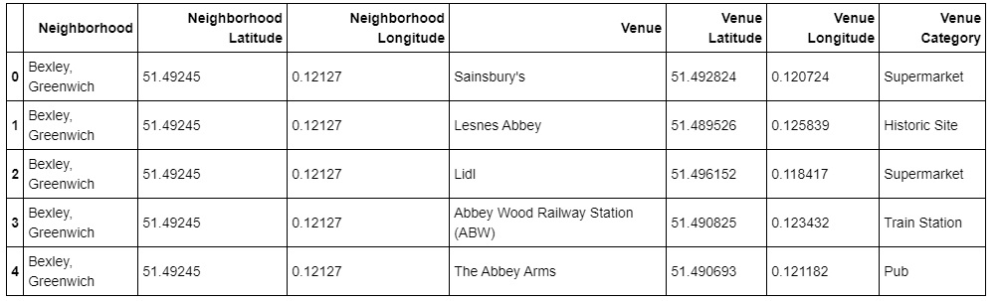 Neighborhood Neighborhood Latitude Neighborhood Longitude Venue Venue Latitude Venue Longitude Venue Category
0 Bexley, Greenwich 51.49245 0.12127 Sainsbury's 51.492824 0.120724 Supermarket
1 Bexley, Greenwich 51.49245 0.12127 Lesnes Abbey 51.489526 0.125839 Historic Site
2 Bexley, Greenwich 51.49245 0.12127 Lidl 51.496152 0.118417 Supermarket
3 Bexley, Greenwich 51.49245 0.12127 Abbey Wood Railway Station (ABW) 51.490825 0.123432 Train Station
4 Bexley, Greenwich 51.49245 0.12127 The Abbey Arms 51.490693 0.121182 Pub